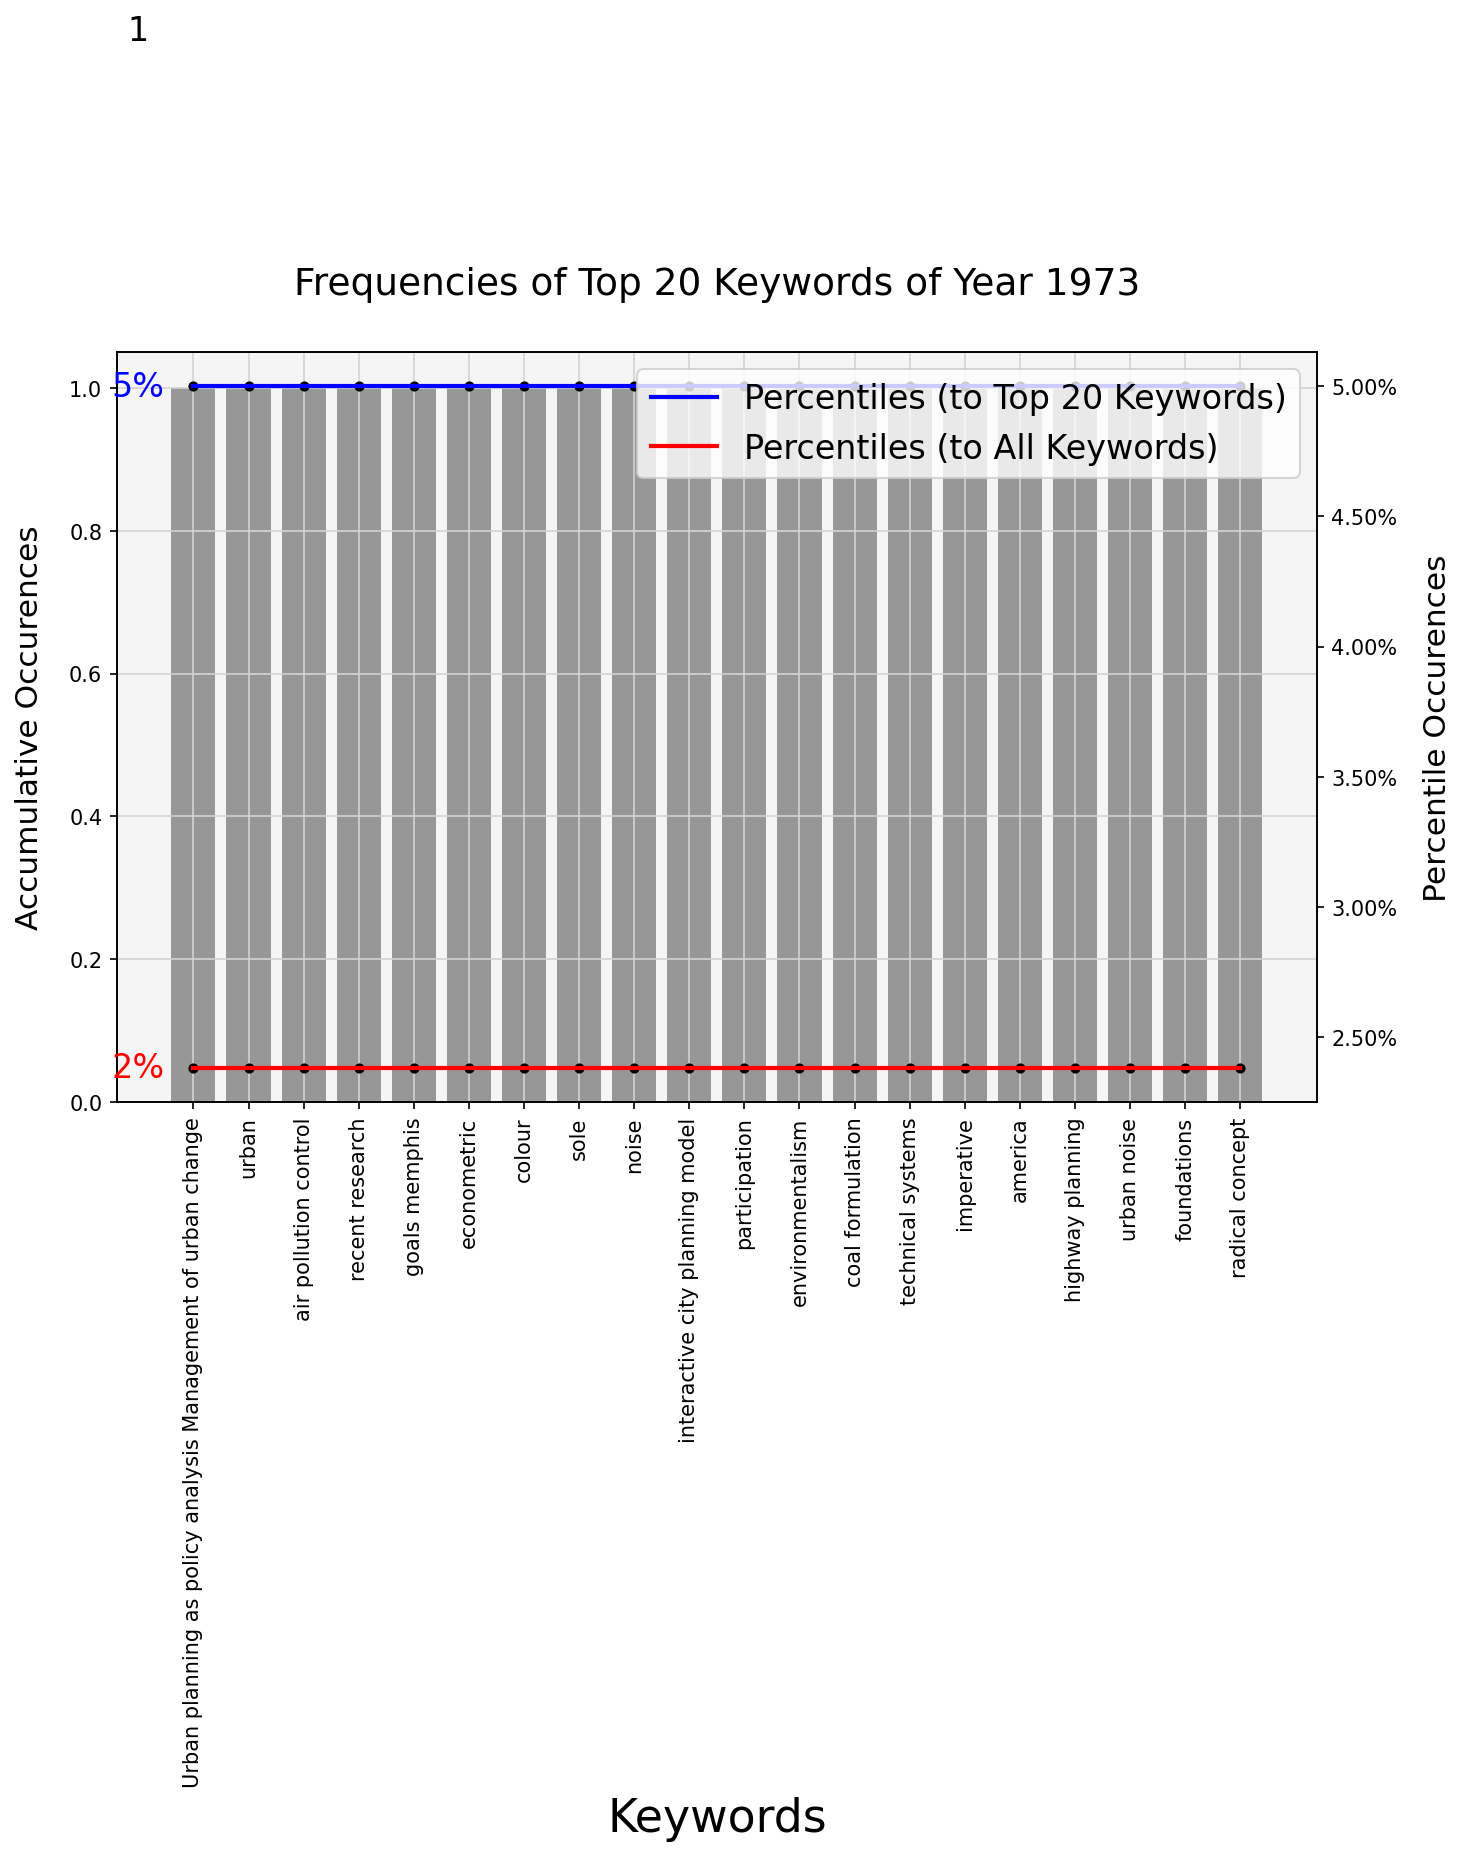 1
Frequencies of Top 20 Keywords of Year 1973
5%
2%
Percentiles (to Top 20 Keywords)
Percentiles (to All Keywords)
1.0
0.8
0.6
0.4
0.2
0.0
Accumulative Occurences
5.00%
4.50%
4.00%
3.50%
3.00%
2.50%
Percentile Occurences
Urban planning as policy analysis Management of urban change
urban
air pollution control
recent research
goals memphis
econometric
colour
sole
noise
interactive city planning model
participation
environmentalism
coal formulation
technical systems
imperative
america
highway planning
urban noise
foundations
radical concept
Keywords